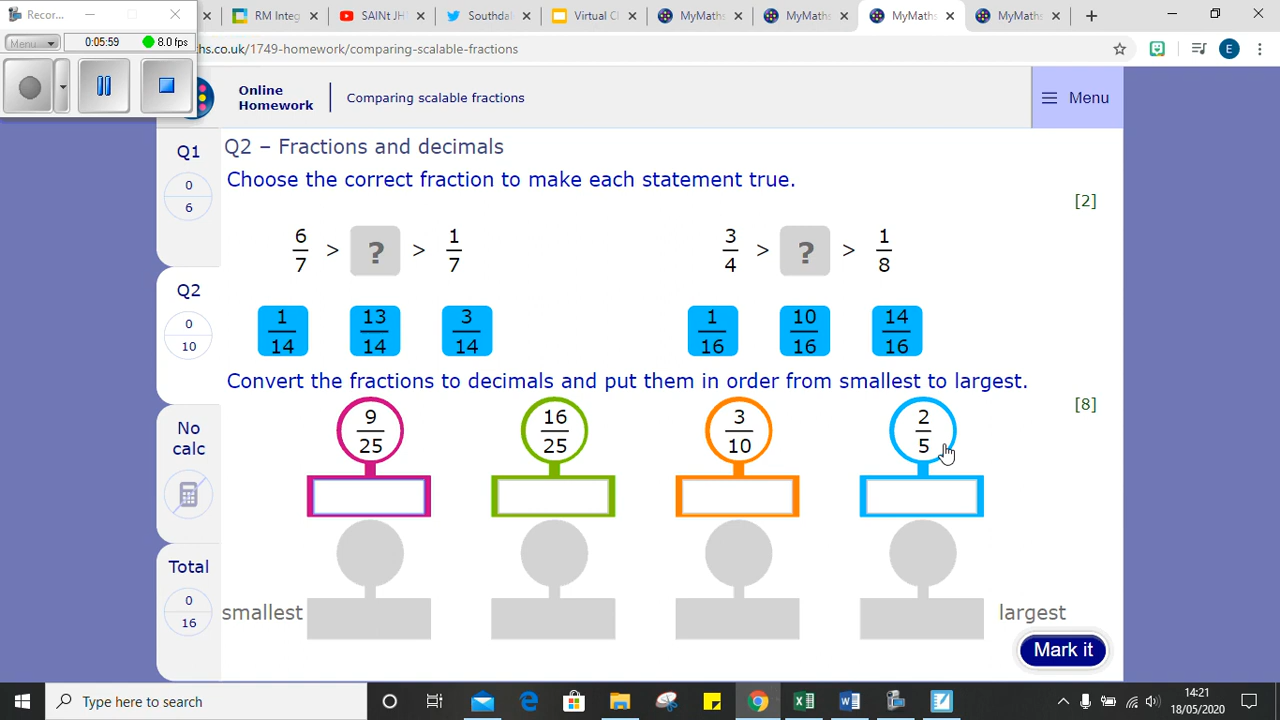 Recor...
RM Integ
SAINt JH
Southdal
Virtual Cl
MyMaths
MyMaths
MyMaths
MyMaths
Menu
0:05:59
8.0 fps
hs.co.uk/1749-homework/comparing-scalable-fractions
E
Online
Homework
Comparing scalable fractions
Menu
Q1
0
6
Q2
0
10
No
calc
Total
0
16
Q2 – Fractions and decimals
Choose the correct fraction to make each statement true.
[2]
6/7 > ? > 1/7
3/4 > ? > 1/8
1/14 13/14 3/14
1/16 10/16 14/16
Convert the fractions to decimals and put them in order from smallest to largest.
[8]
9/25 16/25 3/10 2/5
smallest
largest
Mark it
Type here to search
14:21
18/05/2020